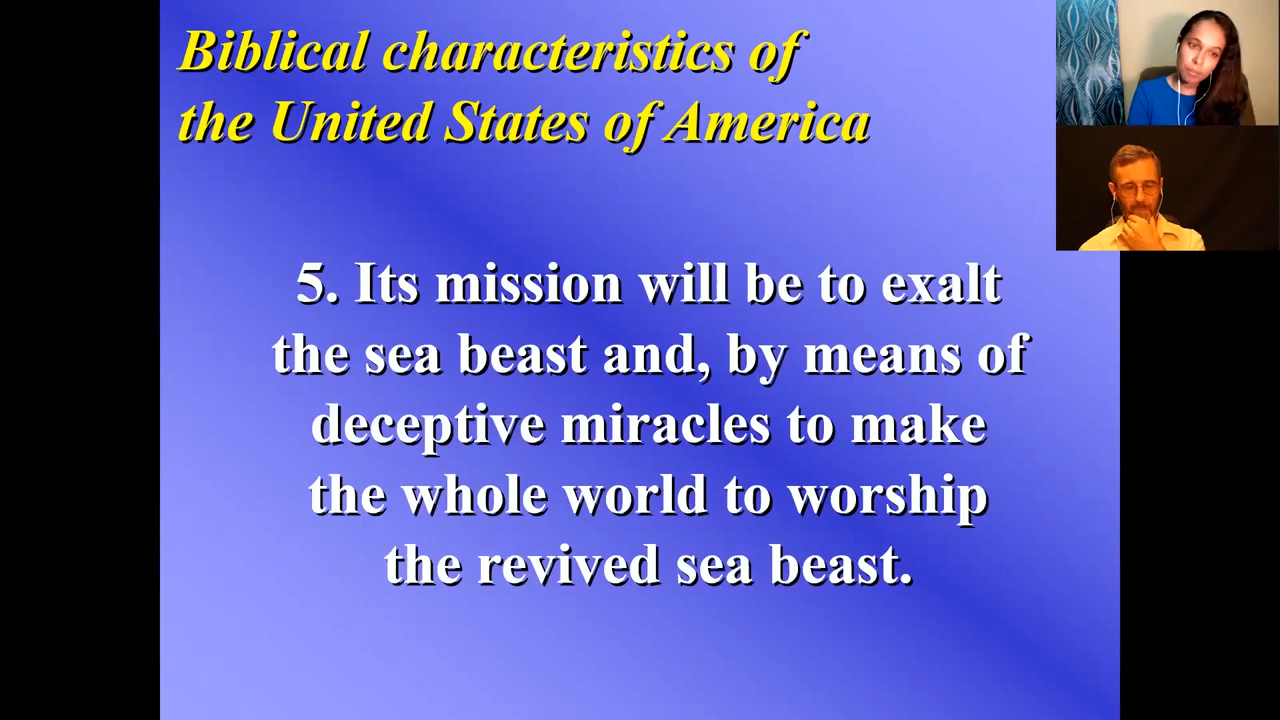 Biblical characteristics of
the United States of America
5. Its mission will be to exalt
the sea beast and, by means of
deceptive miracles to make
the whole world to worship
the revived sea beast.